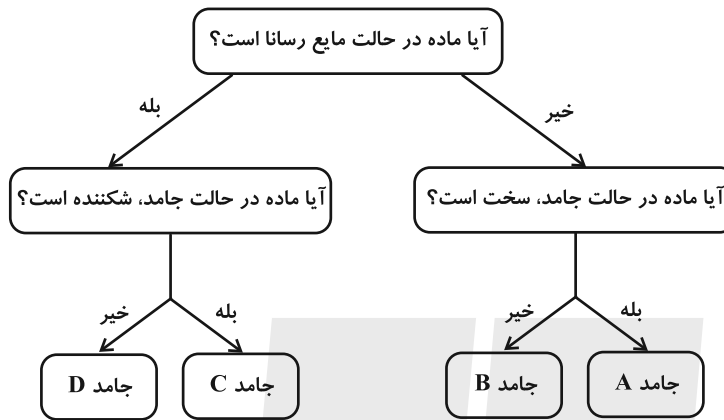 آیا ماده در حالت مایع رسانا است؟
خیر
بله
آیا ماده در حالت جامد، سخت است؟
آیا ماده در حالت جامد، شکننده است؟
بله
خیر
بله
خیر
جامد A
جامد B
جامد C
جامد D